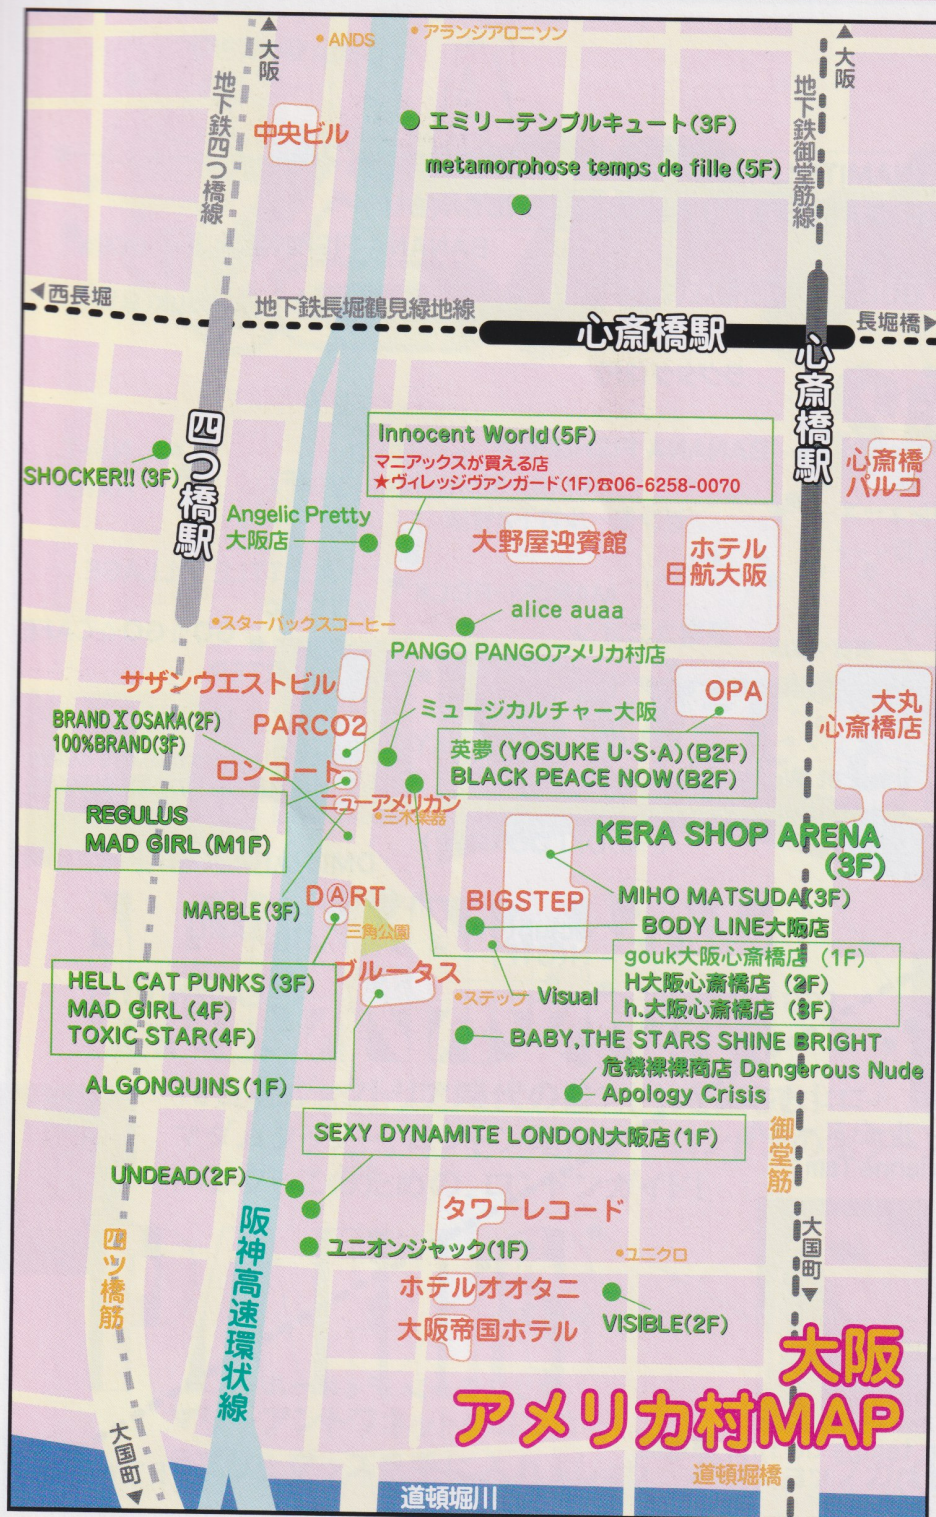 ▲大阪
• ANDS
• アランジアロニソン
▲大阪
地下鉄四つ橋線
中央ビル
エミリーテンプルキュート(3F)
metamorphose temps de fille (5F)
地下鉄御堂筋線
◀西長堀
地下鉄長堀鶴見緑地線
心斎橋駅
長堀橋▶
心斎橋駅
四つ橋駅
SHOCKER!! (3F)
Innocent World(5F)
マニアックスが買える店
★ヴィレッジヴァンガード(1F)☎06-6258-0070
心斎橋
パルコ
Angelic Pretty
大阪店
大野屋迎賓館
ホテル
日航大阪
alice auaa
•スターバックスコーヒー
PANGO PANGOアメリカ村店
サザンウエストビル
OPA
大丸
心斎橋店
BRAND X OSAKA(2F)
100%BRAND(3F)
PARCO2
ミュージカルチャー大阪
英夢 (YOSUKE U・S・A)(B2F)
BLACK PEACE NOW(B2F)
ロンコート
ニューアメリカン
•三木楽器
REGULUS
MAD GIRL (M1F)
KERA SHOP ARENA
(3F)
MARBLE(3F)
DⒶRT
三角公園
BIGSTEP
MIHO MATSUDA(3F)
BODY LINE大阪店
gouk大阪心斎橋店 (1F)
H大阪心斎橋店 (2F)
h.大阪心斎橋店 (3F)
ブルータス
HELL CAT PUNKS (3F)
MAD GIRL (4F)
TOXIC STAR(4F)
•ステップ
Visual
BABY,THE STARS SHINE BRIGHT
危機裸裸商店 Dangerous Nude
Apology Crisis
ALGONQUINS(1F)
SEXY DYNAMITE LONDON大阪店(1F)
御堂筋
UNDEAD(2F)
阪神高速環状線
タワーレコード
大国町▼
四ツ橋筋
ユニオンジャック(1F)
•ユニクロ
ホテルオオタニ
大阪帝国ホテル
VISIBLE(2F)
大阪
アメリカ村MAP
大国町▼
道頓堀橋
道頓堀川